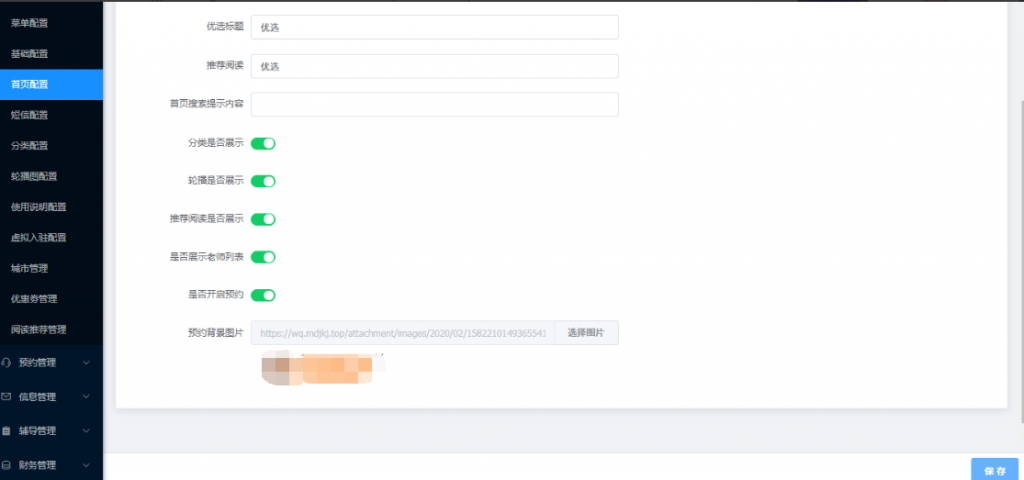 菜单配置
基础配置
首页配置
短信配置
分类配置
轮播图配置
使用说明配置
虚拟入驻配置
城市管理
优惠券管理
阅读推荐管理
预约管理
信息管理
辅导管理
财务管理
优选标题 优选
推荐阅读 优选
首页搜索提示内容
分类是否展示
轮播是否展示
推荐阅读是否展示
是否展示老师列表
是否开启预约
预约背景图片 https://wq.mdjkj.top/attachment/images/2020/02/1582210149365541 选择图片
保 存